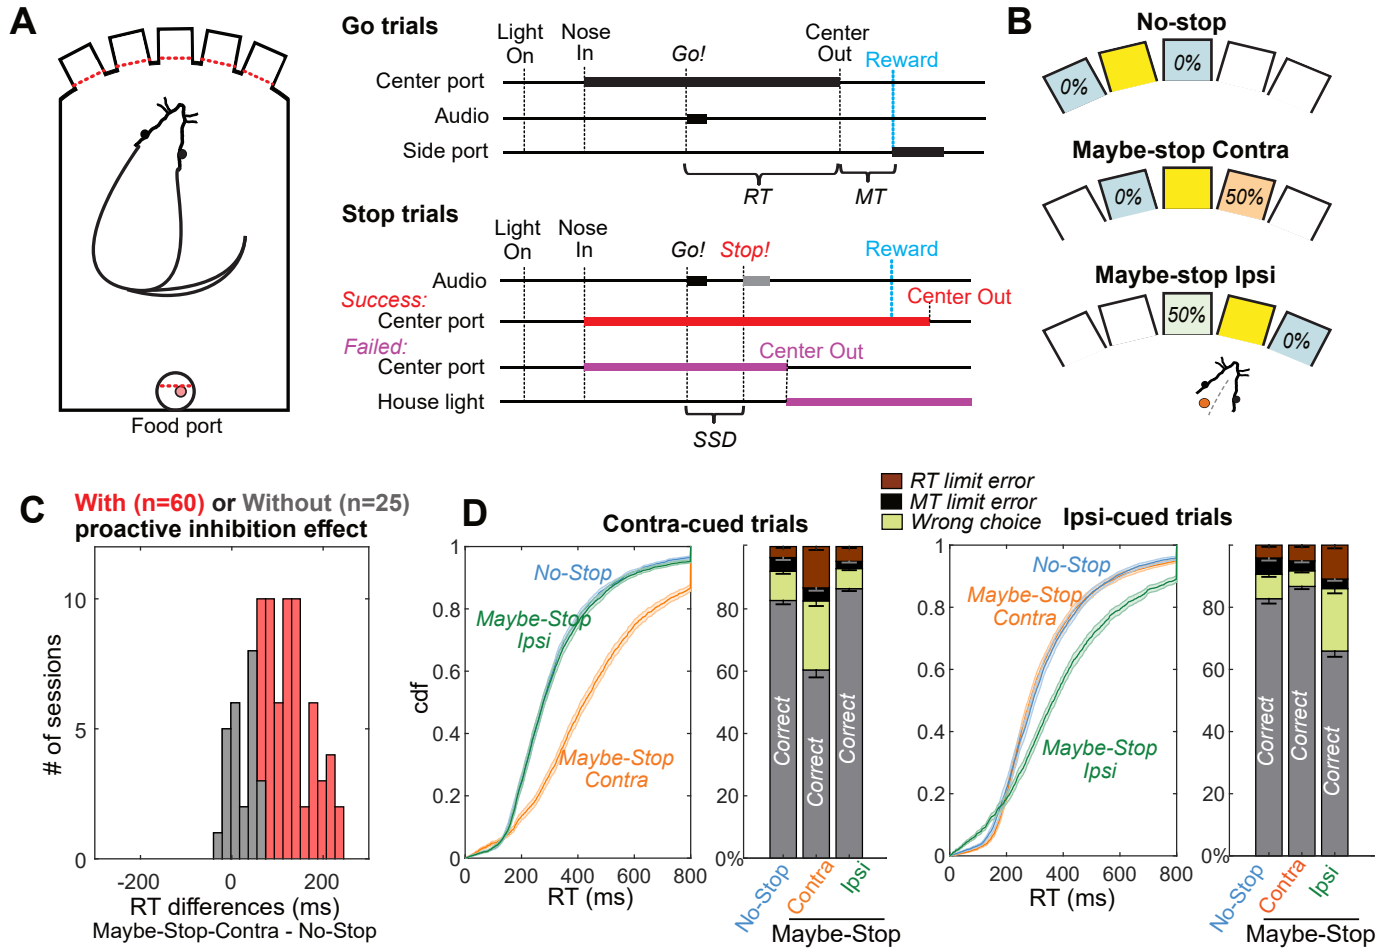 A
Food port
Go trials
Light
On
Nose
In
Go!
Center
Out
Reward
Center port
Audio
Side port
RT
MT
Stop trials
Light
On
Nose
In
Go!
Stop!
Reward
Audio
Success:
Center Out
Center port
Failed:
Center Out
Center port
House light
SSD
B
No-stop
0%
0%
Maybe-stop Contra
0%
50%
Maybe-stop Ipsi
50%
0%
C
With (n=60) or Without (n=25)
proactive inhibition effect
# of sessions
10
5
0
-200
0
200
RT differences (ms)
Maybe-Stop-Contra - No-Stop
D
RT limit error
MT limit error
Wrong choice
Contra-cued trials
cdf
1
0.8
0.6
0.4
0.2
0
No-Stop
Maybe-Stop
Ipsi
Maybe-Stop
Contra
0
200
400
600
800
RT (ms)
80
60
40
20
0%
Correct
Correct
Correct
No-Stop
Contra
Ipsi
Maybe-Stop
Ipsi-cued trials
1
0.8
0.6
0.4
0.2
0
No-Stop
Maybe-Stop
Contra
Maybe-Stop
Ipsi
0
200
400
600
800
RT (ms)
80
60
40
20
0%
Correct
Correct
Correct
No-Stop
Contra
Ipsi
Maybe-Stop